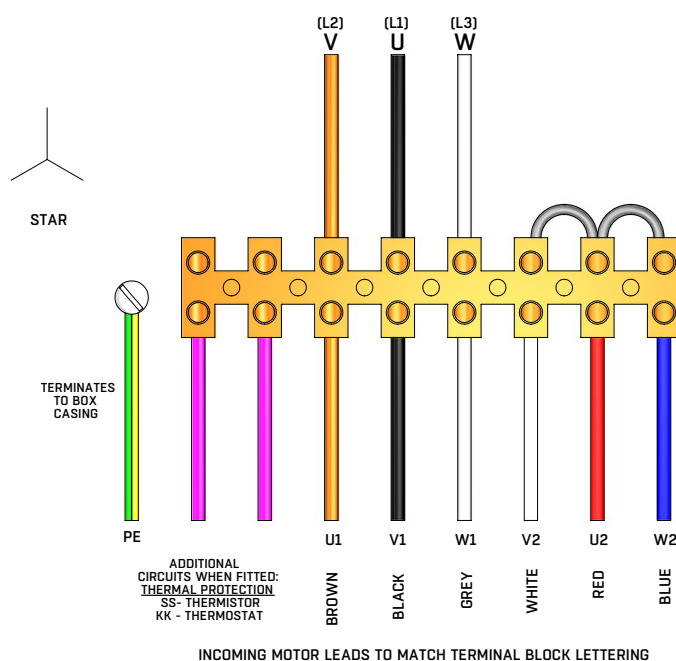 (L2) (L1) (L3)
V U W
STAR
TERMINATES
TO BOX
CASING
PE U1 V1 W1 V2 U2 W2
ADDITIONAL
CIRCUITS WHEN FITTED:
THERMAL PROTECTION
SS- THERMISTOR
KK - THERMOSTAT
BROWN
BLACK
GREY
WHITE
RED
BLUE
INCOMING MOTOR LEADS TO MATCH TERMINAL BLOCK LETTERING